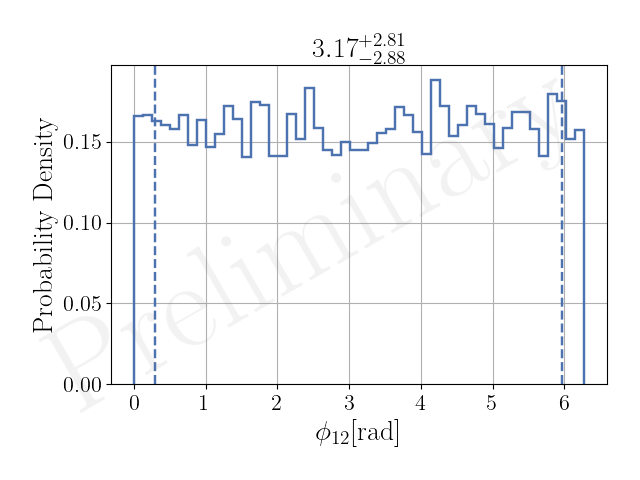 3.17+2.81−2.88
Probability Density
0.15
0.10
0.05
0.00
0 1 2 3 4 5 6
ϕ12[rad]
Preliminary